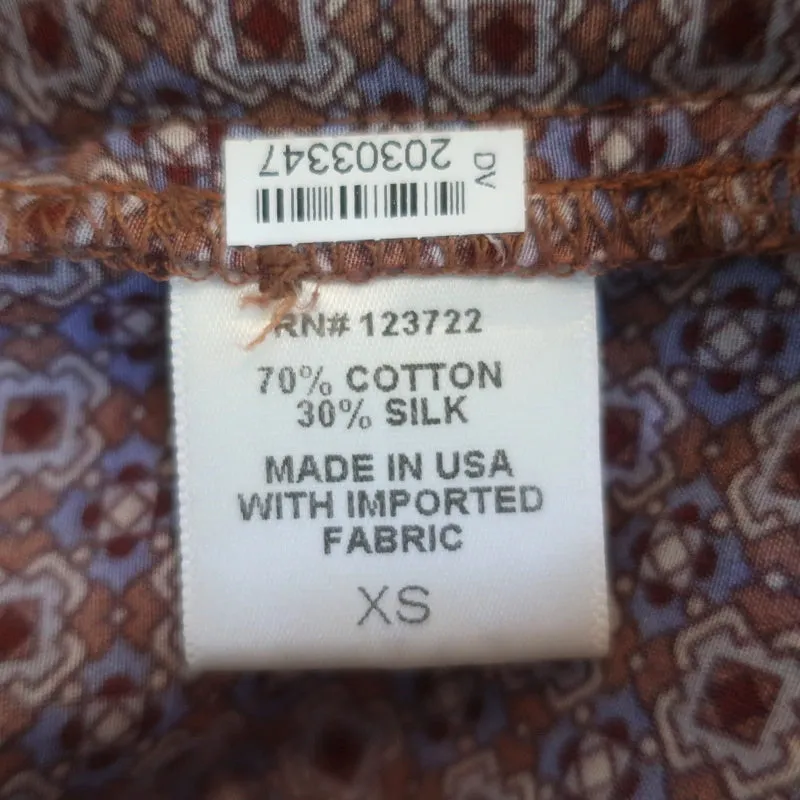 20303347
DV
RN# 123722
70% COTTON
30% SILK
MADE IN USA
WITH IMPORTED
FABRIC
XS